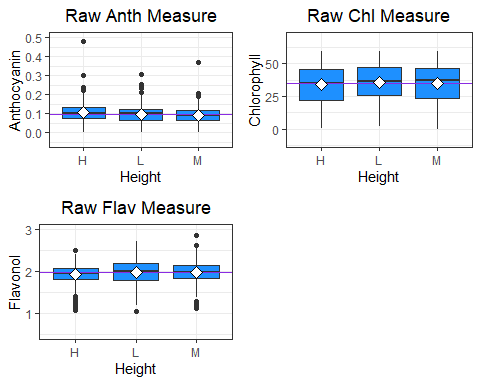 Raw Anth Measure
Anthocyanin
0.5
0.4
0.3
0.2
0.1
0.0
H L M
Height
Raw Chl Measure
Chlorophyll
50
25
0
H L M
Height
Raw Flav Measure
Flavonol
3
2
1
H L M
Height